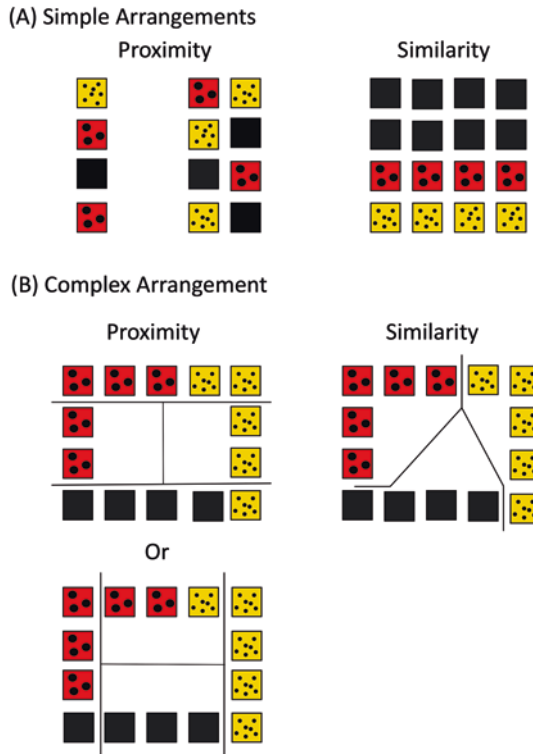 (A) Simple Arrangements
Proximity
Similarity
(B) Complex Arrangement
Proximity
Similarity
Or